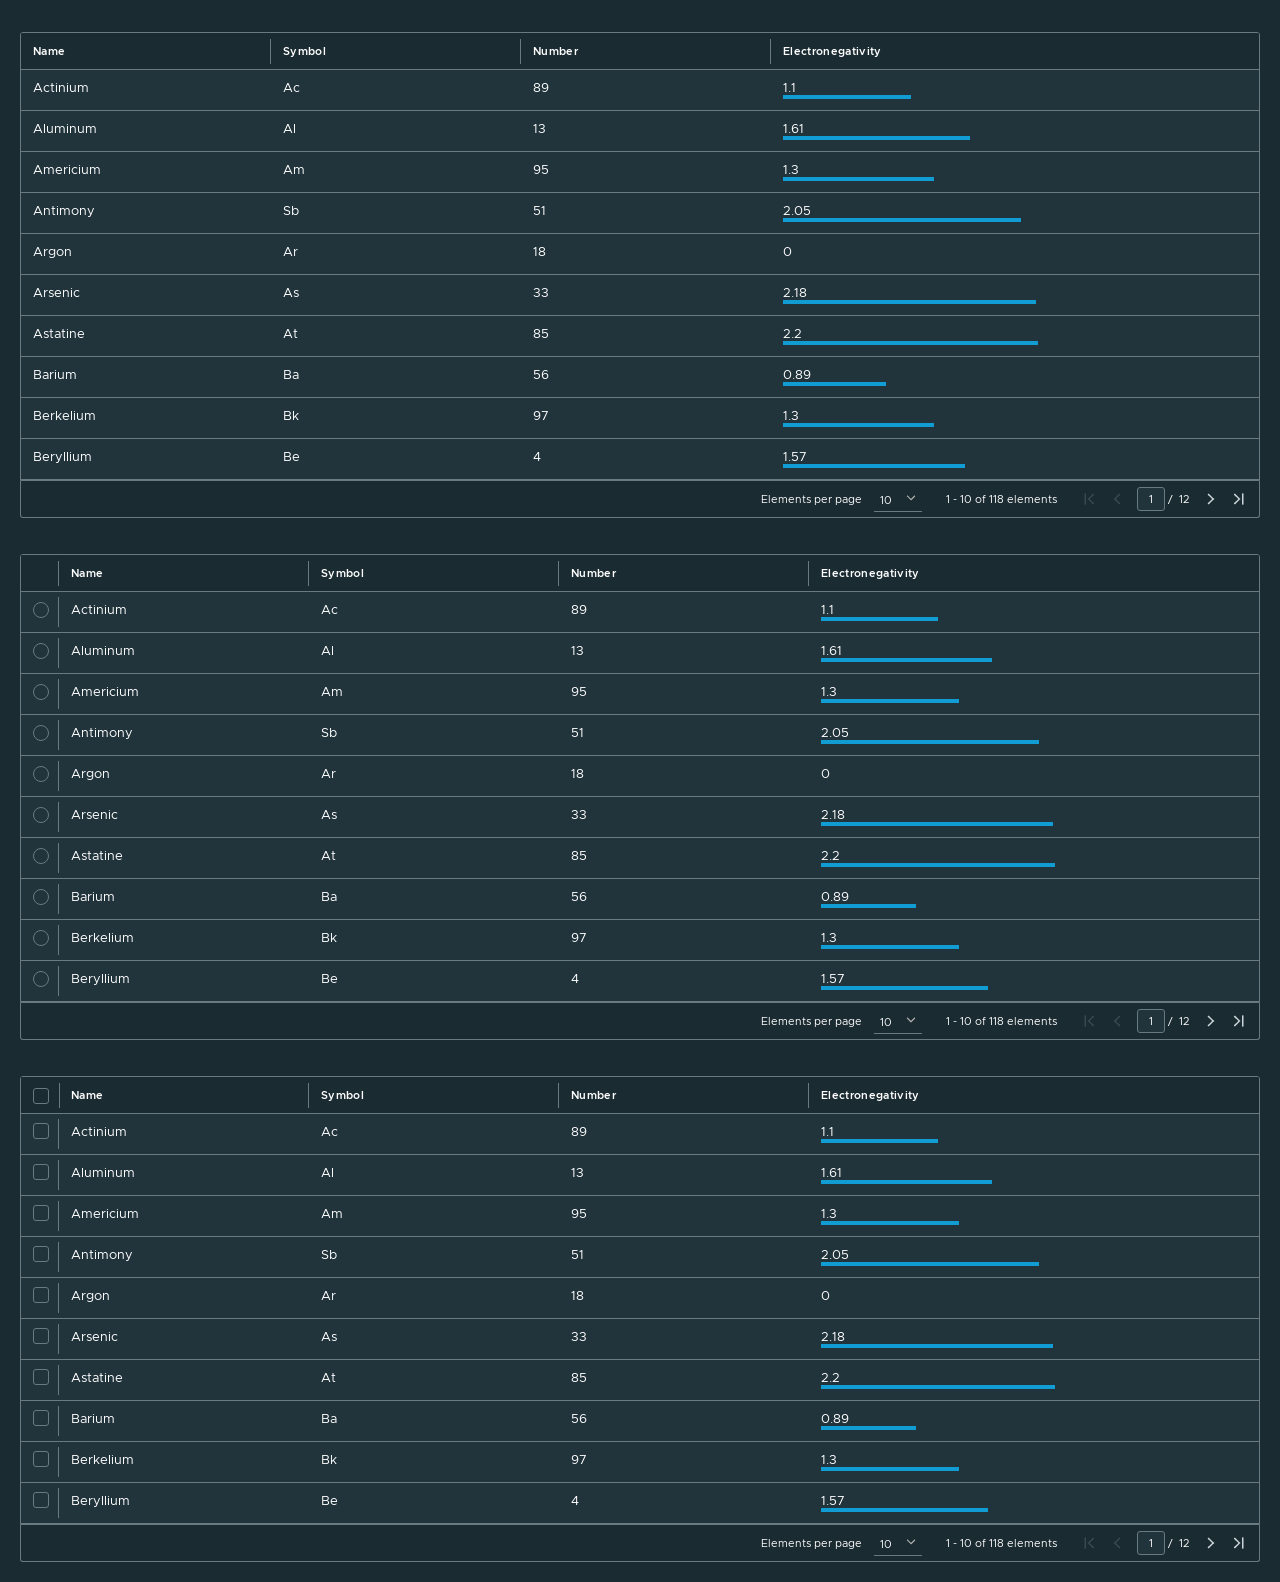 Name Symbol Number Electronegativity
Actinium Ac 89 1.1
Aluminum Al 13 1.61
Americium Am 95 1.3
Antimony Sb 51 2.05
Argon Ar 18 0
Arsenic As 33 2.18
Astatine At 85 2.2
Barium Ba 56 0.89
Berkelium Bk 97 1.3
Beryllium Be 4 1.57
Elements per page 10 1 - 10 of 118 elements 1 / 12
Name Symbol Number Electronegativity
Actinium Ac 89 1.1
Aluminum Al 13 1.61
Americium Am 95 1.3
Antimony Sb 51 2.05
Argon Ar 18 0
Arsenic As 33 2.18
Astatine At 85 2.2
Barium Ba 56 0.89
Berkelium Bk 97 1.3
Beryllium Be 4 1.57
Elements per page 10 1 - 10 of 118 elements 1 / 12
Name Symbol Number Electronegativity
Actinium Ac 89 1.1
Aluminum Al 13 1.61
Americium Am 95 1.3
Antimony Sb 51 2.05
Argon Ar 18 0
Arsenic As 33 2.18
Astatine At 85 2.2
Barium Ba 56 0.89
Berkelium Bk 97 1.3
Beryllium Be 4 1.57
Elements per page 10 1 - 10 of 118 elements 1 / 12